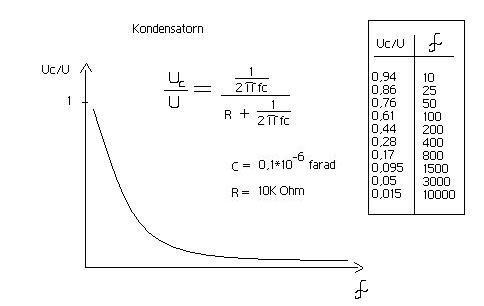 Kondensatorn
Uc/U
1
Uc/U = 1/2πfc / R + 1/2πfc
C = 0,1*10^-6 farad
R = 10K Ohm
f
Uc/U f
0,94 10
0,86 25
0,76 50
0,61 100
0,44 200
0,28 400
0,17 800
0,095 1500
0,05 3000
0,015 10000